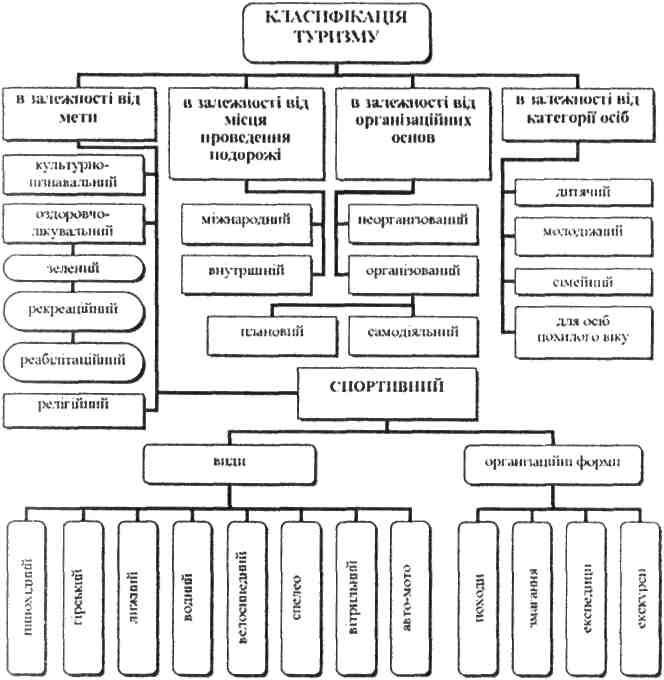 КЛАСИФІКАЦІЯ
ТУРИЗМУ
в залежності від
мети
в залежності від
місця
проведення
подорожі
в залежності від
організаційних
основ
в залежності від
категорії осіб
культурно-
пізнавальний
оздоровчо-
лікувальний
зелений
рекреаційний
реабілітаційний
релігійний
міжнародний
внутрішній
неорганізований
організований
плановий
самодіяльний
дитячий
молодіжний
сімейний
для осіб
похилого віку
СПОРТИВНИЙ
види
організаційні форми
пішохідний
гірський
лижний
водний
велосипедний
спелео
вітрильний
авто-мото
походи
змагання
експедиції
екскурсії